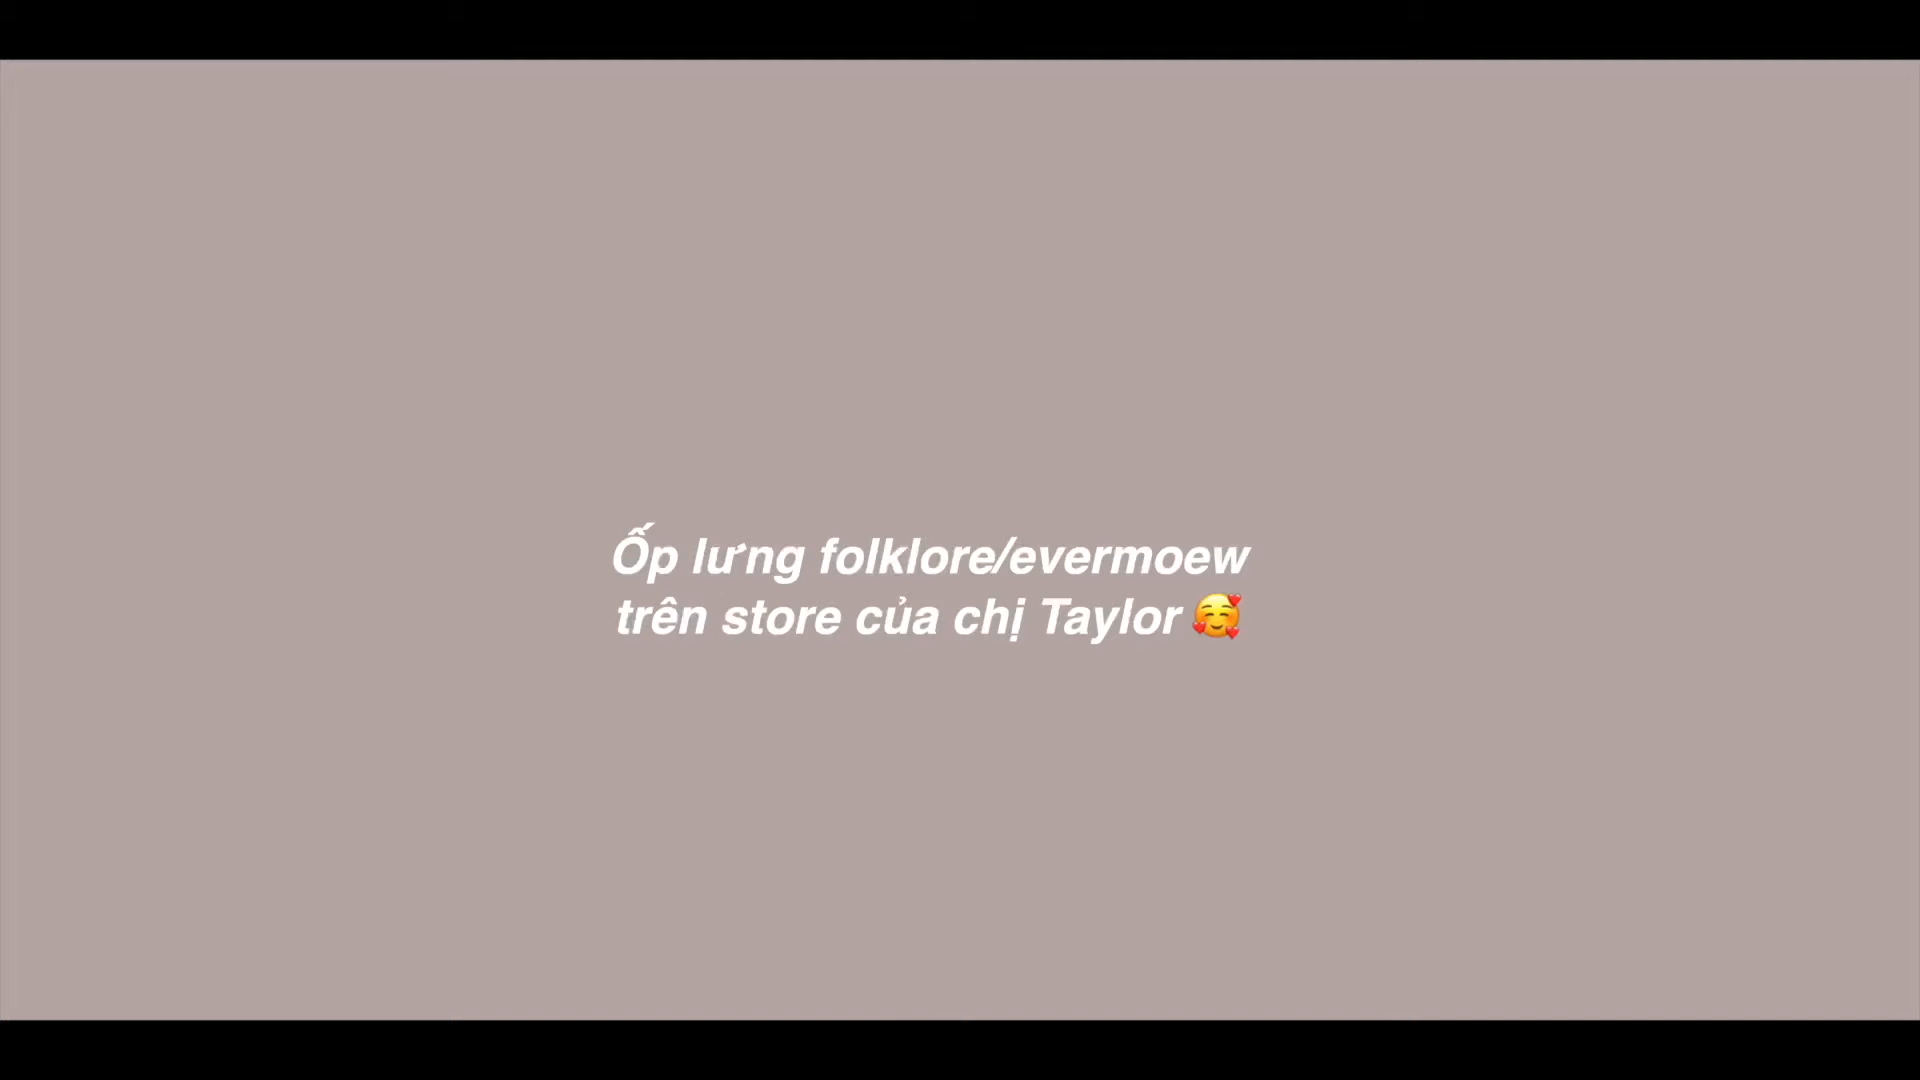 Ốp lưng folklore/evermoew
trên store của chị Taylor 🥰